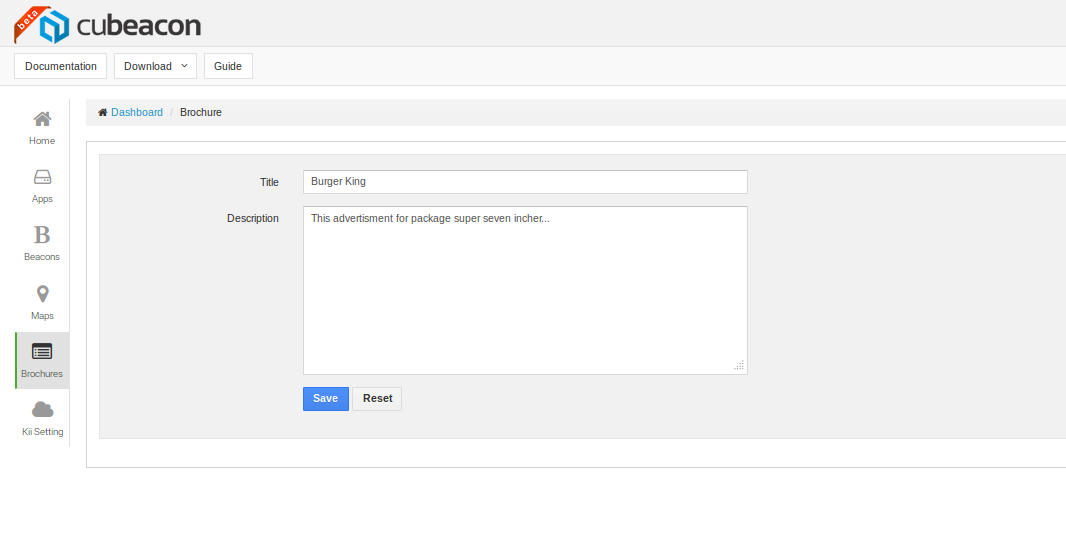 beta
cubeacon
Documentation
Download
Guide
Dashboard / Brochure
Home
Apps
B
Beacons
Maps
Brochures
Kii Setting
Title
Burger King
Description
This advertisment for package super seven incher...
Save
Reset